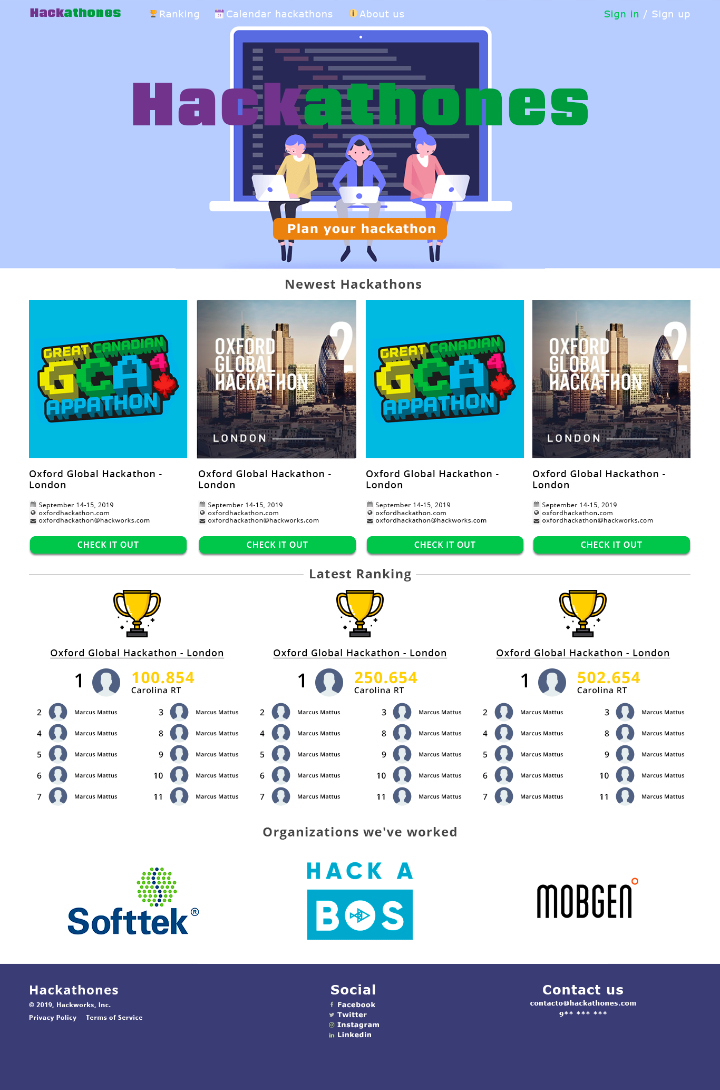 Hackathones
Ranking
Calendar hackathons
About us
Sign in / Sign up
Hackathones
Plan your hackathon
Newest Hackathons
GREAT CANADIAN
GCA4
APPATHON
OXFORD
GLOBAL
HACKATHON
2
LONDON
GREAT CANADIAN
GCA4
APPATHON
OXFORD
GLOBAL
HACKATHON
2
LONDON
Oxford Global Hackathon -
London
September 14-15, 2019
oxfordhackathon.com
oxfordhackathon@hackworks.com
CHECK IT OUT
Oxford Global Hackathon -
London
September 14-15, 2019
oxfordhackathon.com
oxfordhackathon@hackworks.com
CHECK IT OUT
Oxford Global Hackathon -
London
September 14-15, 2019
oxfordhackathon.com
oxfordhackathon@hackworks.com
CHECK IT OUT
Oxford Global Hackathon -
London
September 14-15, 2019
oxfordhackathon.com
oxfordhackathon@hackworks.com
CHECK IT OUT
Latest Ranking
Oxford Global Hackathon - London
1 100.854
Carolina RT
2 Marcus Mattus 3 Marcus Mattus
4 Marcus Mattus 8 Marcus Mattus
5 Marcus Mattus 9 Marcus Mattus
6 Marcus Mattus 10 Marcus Mattus
7 Marcus Mattus 11 Marcus Mattus
Oxford Global Hackathon - London
1 250.654
Carolina RT
2 Marcus Mattus 3 Marcus Mattus
4 Marcus Mattus 8 Marcus Mattus
5 Marcus Mattus 9 Marcus Mattus
6 Marcus Mattus 10 Marcus Mattus
7 Marcus Mattus 11 Marcus Mattus
Oxford Global Hackathon - London
1 502.654
Carolina RT
2 Marcus Mattus 3 Marcus Mattus
4 Marcus Mattus 8 Marcus Mattus
5 Marcus Mattus 9 Marcus Mattus
6 Marcus Mattus 10 Marcus Mattus
7 Marcus Mattus 11 Marcus Mattus
Organizations we've worked
Softtek®
HACK A
BOS
MOBGEN
Hackathones
© 2019, Hackworks, Inc.
Privacy Policy Terms of Service
Social
Facebook
Twitter
Instagram
Linkedin
Contact us
contacto@hackathones.com
9** *** ***